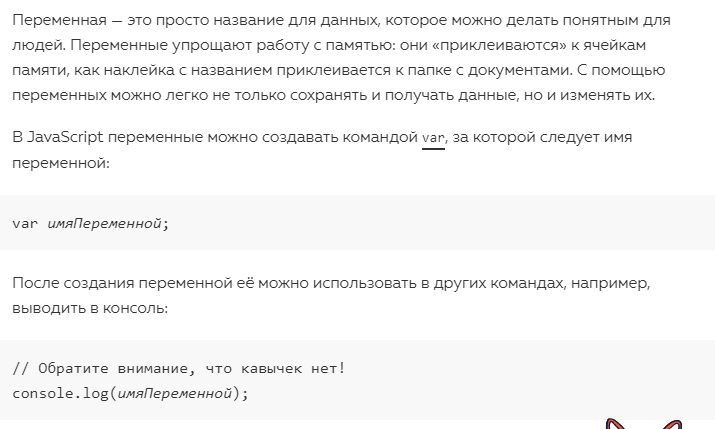 Переменная — это просто название для данных, которое можно делать понятным для
людей. Переменные упрощают работу с памятью: они «приклеиваются» к ячейкам
памяти, как наклейка с названием приклеивается к папке с документами. С помощью
переменных можно легко не только сохранять и получать данные, но и изменять их.
В JavaScript переменные можно создавать командой var, за которой следует имя
переменной:
var имяПеременной;
После создания переменной её можно использовать в других командах, например,
выводить в консоль:
// Обратите внимание, что кавычек нет!
console.log(имяПеременной);